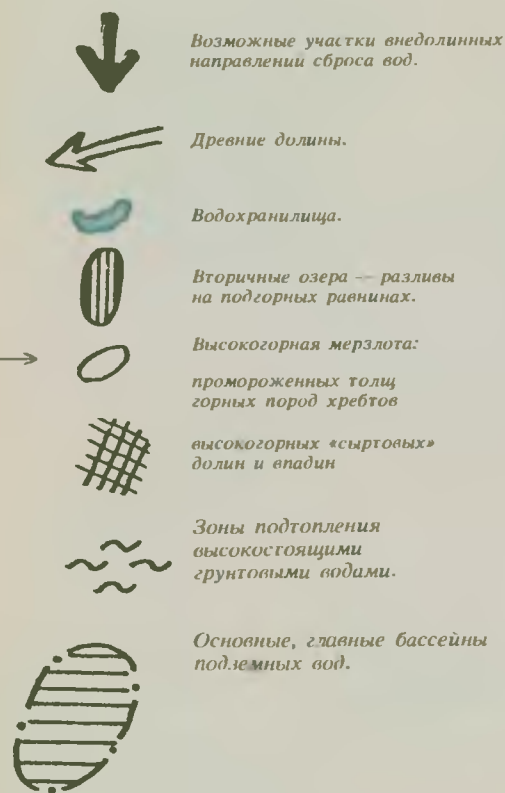 Возможные участки внедолинных
направлений сброса вод.
Древние долины.
Водохранилища.
Вторичные озера — разливы
на подгорных равнинах.
Высокогорная мерзлота:
промороженных толщ
горных пород хребтов
высокогорных «сыртовых»
долин и впадин
Зоны подтопления
высокостоящими
грунтовыми водами.
Основные, главные бассейны
подземных вод.